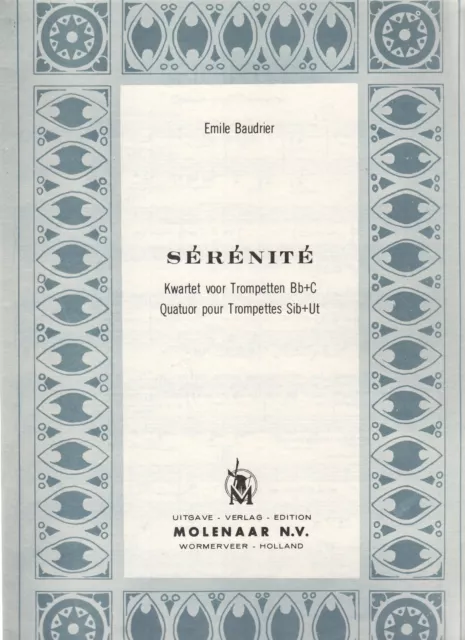 Emile Baudrier
SÉRÉNITÉ
Kwartet voor Trompetten Bb+C
Quatuor pour Trompettes Sib+Ut
M
UITGAVE - VERLAG - EDITION
MOLENAAR N.V.
WORMERVEER - HOLLAND